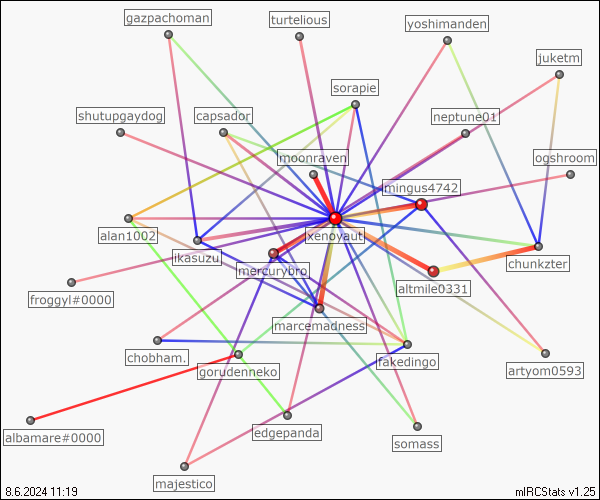 gazpachoman
turtelious
yoshimanden
juketm
sorapie
shutupgaydog
capsador
neptune01
moonraven
ogshroom
mingus4742
alan1002
xenoyaut
ikasuzu
chunkzter
mercurybro
altmile0331
froggyl#0000
marcemadness
chobham.
fakedingo
gorudenneko
artyom0593
albamare#0000
edgepanda
somass
majestico
8.6.2024 11:19
mIRCStats v1.25